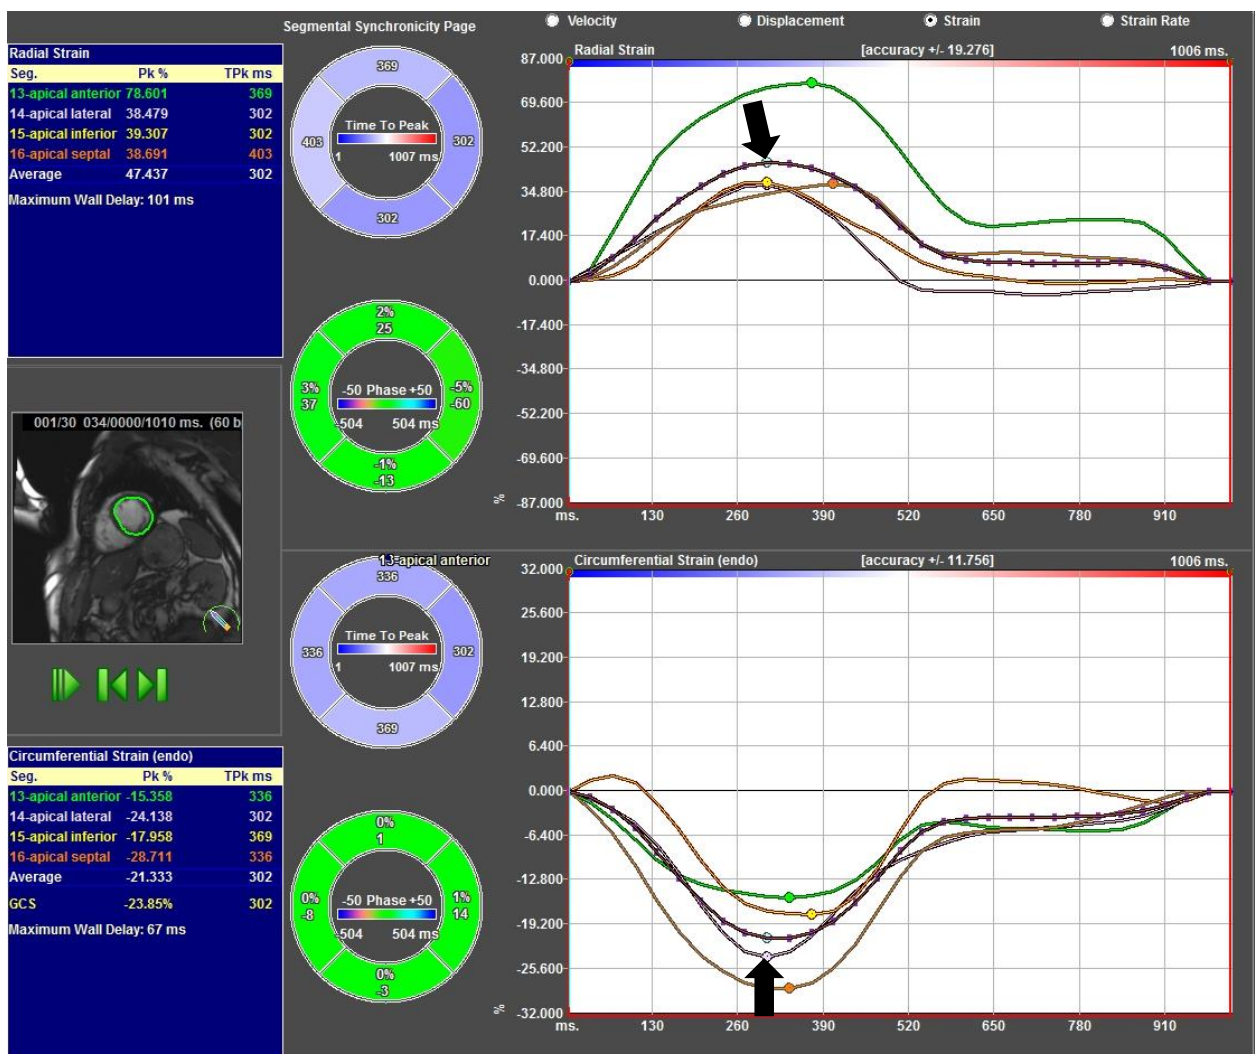 Segmental Synchronicity Page
Velocity Displacement Strain Strain Rate
Radial Strain
Seg. Pk % TPk ms
13-apical anterior 78.601 369
14-apical lateral 38.479 302
15-apical inferior 39.307 302
16-apical septal 38.691 403
Average 47.437 302
Maximum Wall Delay: 101 ms
369
403
302
302
Time To Peak
1 1007 ms
2%
25
3%
37
-5%
-60
-1%
-13
-50 Phase +50
-504 504 ms
Radial Strain [accuracy +/- 19.276] 1006 ms.
87.000
69.600
52.200
34.800
17.400
0.000
-17.400
-34.800
-52.200
-69.600
-87.000
%
ms. 130 260 390 520 650 780 910
001/30 034/0000/1010 ms. (60 b
13-apical anterior
336
336
302
369
Time To Peak
1 1007 ms
Circumferential Strain (endo) [accuracy +/- 11.756] 1006 ms.
32.000
25.600
19.200
12.800
6.400
0.000
-6.400
-12.800
-19.200
-25.600
-32.000
%
ms. 130 260 390 520 650 780 910
Circumferential Strain (endo)
Seg. Pk % TPk ms
13-apical anterior -15.358 336
14-apical lateral -24.138 302
15-apical inferior -17.958 369
16-apical septal -28.711 336
Average -21.333 302
GCS -23.85% 302
Maximum Wall Delay: 67 ms
0%
1
0%
-8
1%
14
0%
-3
-50 Phase +50
-504 504 ms